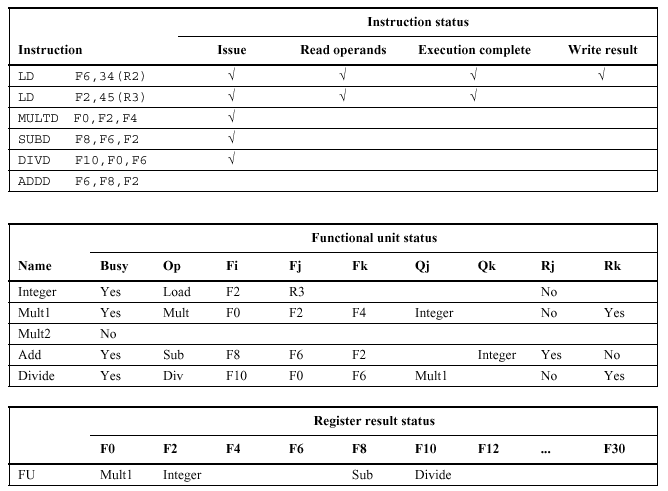 Instruction status
Instruction Issue Read operands Execution complete Write result
LD F6,34(R2) √ √ √ √
LD F2,45(R3) √ √ √
MULTD F0,F2,F4 √
SUBD F8,F6,F2 √
DIVD F10,F0,F6 √
ADDD F6,F8,F2
Functional unit status
Name Busy Op Fi Fj Fk Qj Qk Rj Rk
Integer Yes Load F2 R3 No
Mult1 Yes Mult F0 F2 F4 Integer No Yes
Mult2 No
Add Yes Sub F8 F6 F2 Integer Yes No
Divide Yes Div F10 F0 F6 Mult1 No Yes
Register result status
F0 F2 F4 F6 F8 F10 F12 ... F30
FU Mult1 Integer Sub Divide